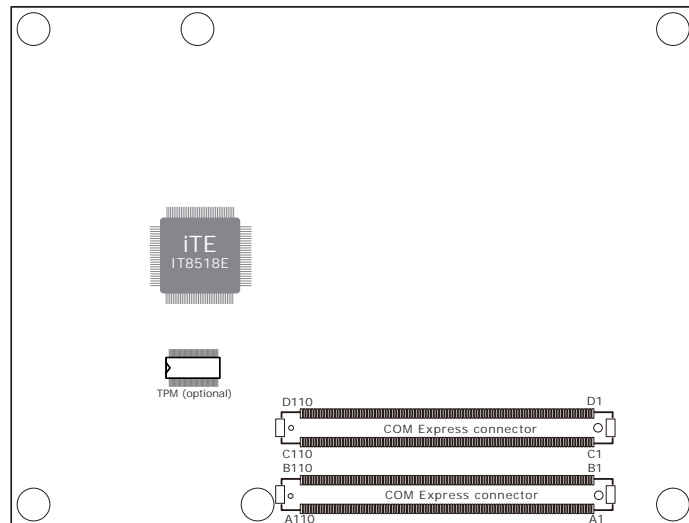 iTE
IT8518E
TPM (optional)
D110 D1
COM Express connector
C110 C1
B110 B1
COM Express connector
A110 A1